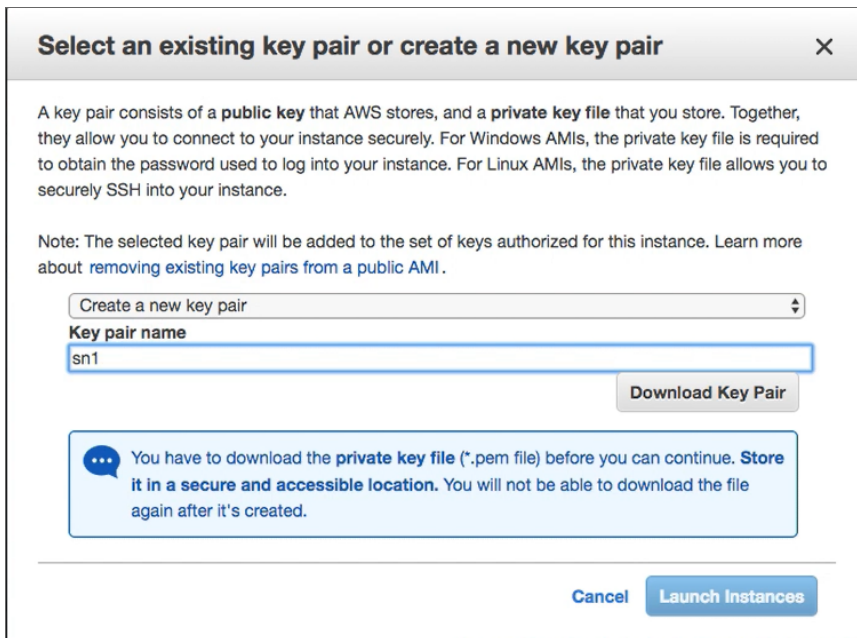 Select an existing key pair or create a new key pair
A key pair consists of a public key that AWS stores, and a private key file that you store. Together,
they allow you to connect to your instance securely. For Windows AMIs, the private key file is required
to obtain the password used to log into your instance. For Linux AMIs, the private key file allows you to
securely SSH into your instance.
Note: The selected key pair will be added to the set of keys authorized for this instance. Learn more
about removing existing key pairs from a public AMI.
Create a new key pair
Key pair name
sn1
Download Key Pair
You have to download the private key file (*.pem file) before you can continue. Store
it in a secure and accessible location. You will not be able to download the file
again after it's created.
Cancel
Launch Instances